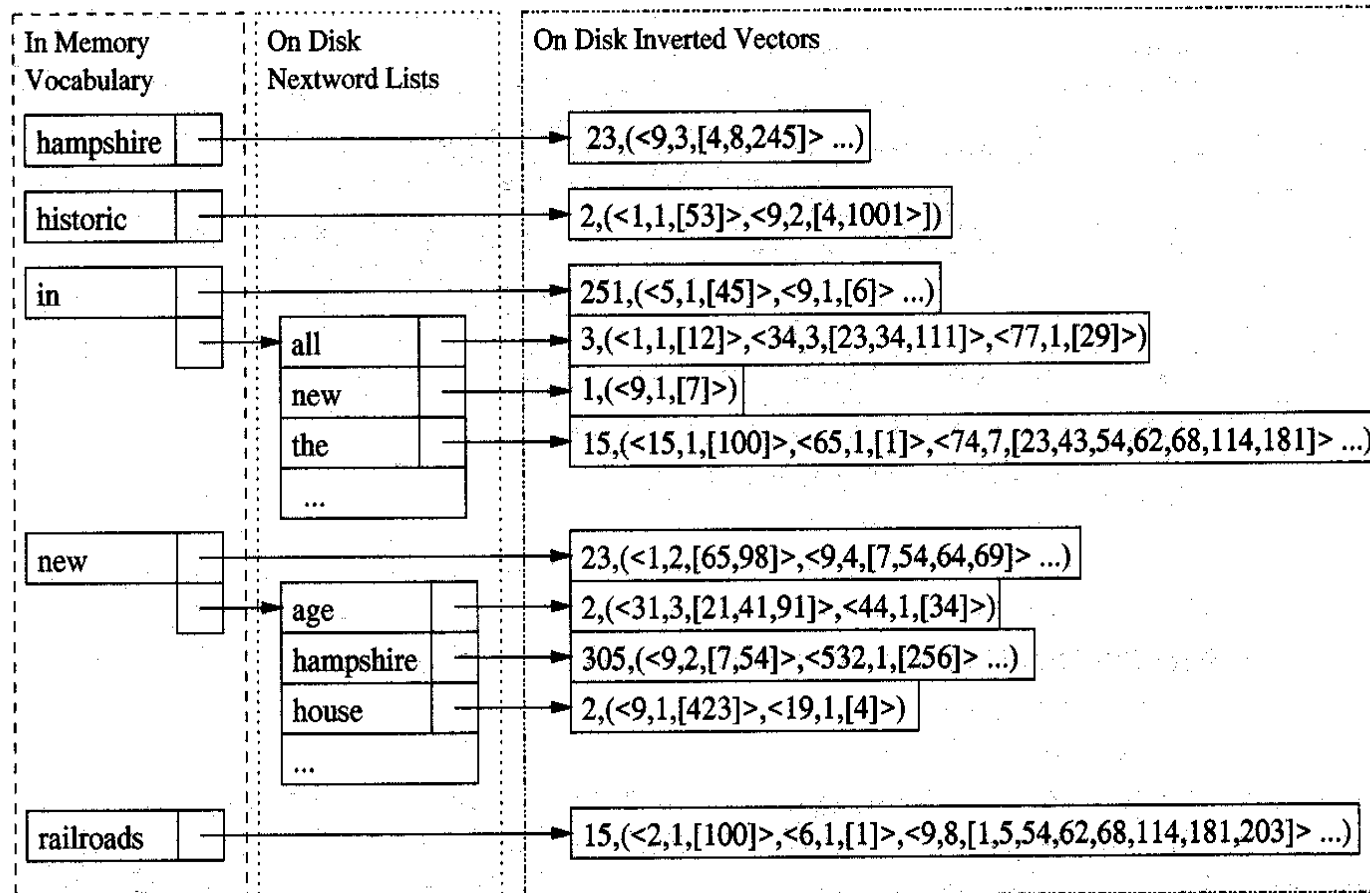 In Memory
Vocabulary
On Disk
Nextword Lists
On Disk Inverted Vectors
hampshire
23,(<9,3,[4,8,245]> ...)
historic
2,(<1,1,[53]>,<9,2,[4,1001>])
in
251,(<5,1,[45]>,<9,1,[6]> ...)
all
3,(<1,1,[12]>,<34,3,[23,34,111]>,<77,1,[29]>)
new
1,(<9,1,[7]>)
the
15,(<15,1,[100]>,<65,1,[1]>,<74,7,[23,43,54,62,68,114,181]> ...)
...
new
23,(<1,2,[65,98]>,<9,4,[7,54,64,69]> ...)
age
2,(<31,3,[21,41,91]>,<44,1,[34]>)
hampshire
305,(<9,2,[7,54]>,<532,1,[256]> ...)
house
2,(<9,1,[423]>,<19,1,[4]>)
...
railroads
15,(<2,1,[100]>,<6,1,[1]>,<9,8,[1,5,54,62,68,114,181,203]> ...)